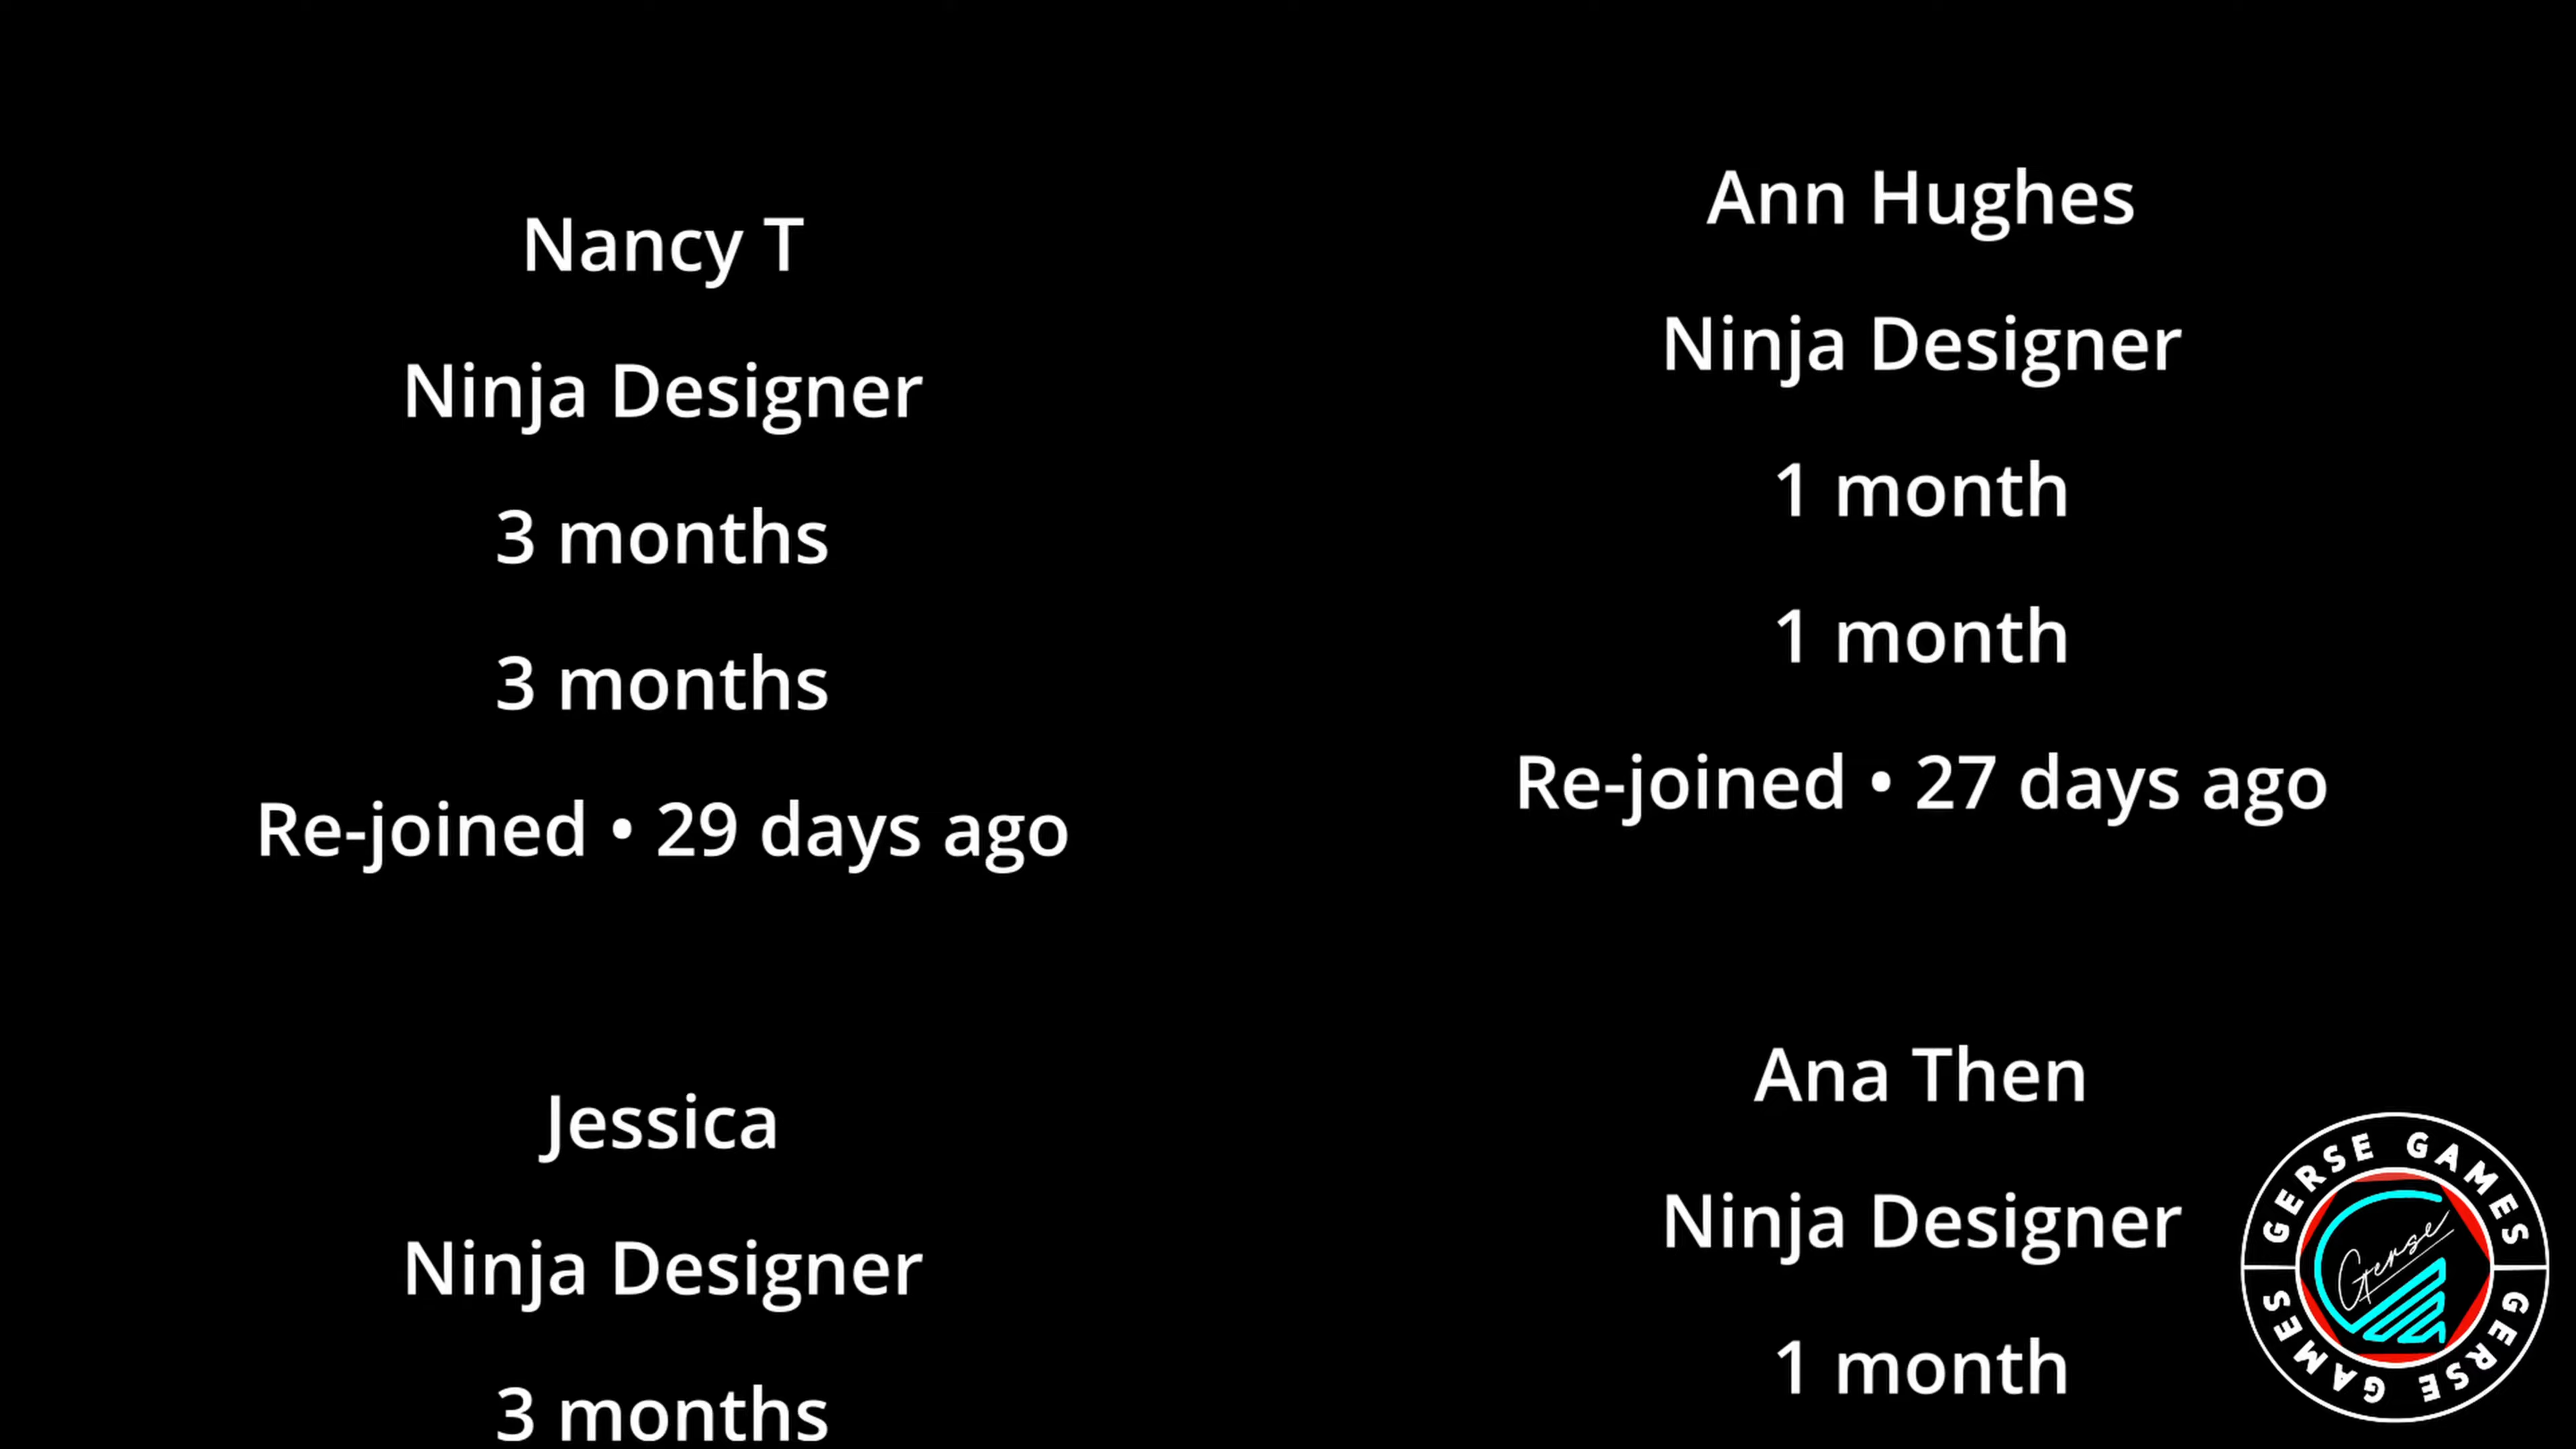 Nancy T
Ninja Designer
3 months
3 months
Re-joined • 29 days ago
Jessica
Ninja Designer
3 months
Ann Hughes
Ninja Designer
1 month
1 month
Re-joined • 27 days ago
Ana Then
Ninja Designer
1 month
GERSE GAMES
GERSE GAMES
Gerse